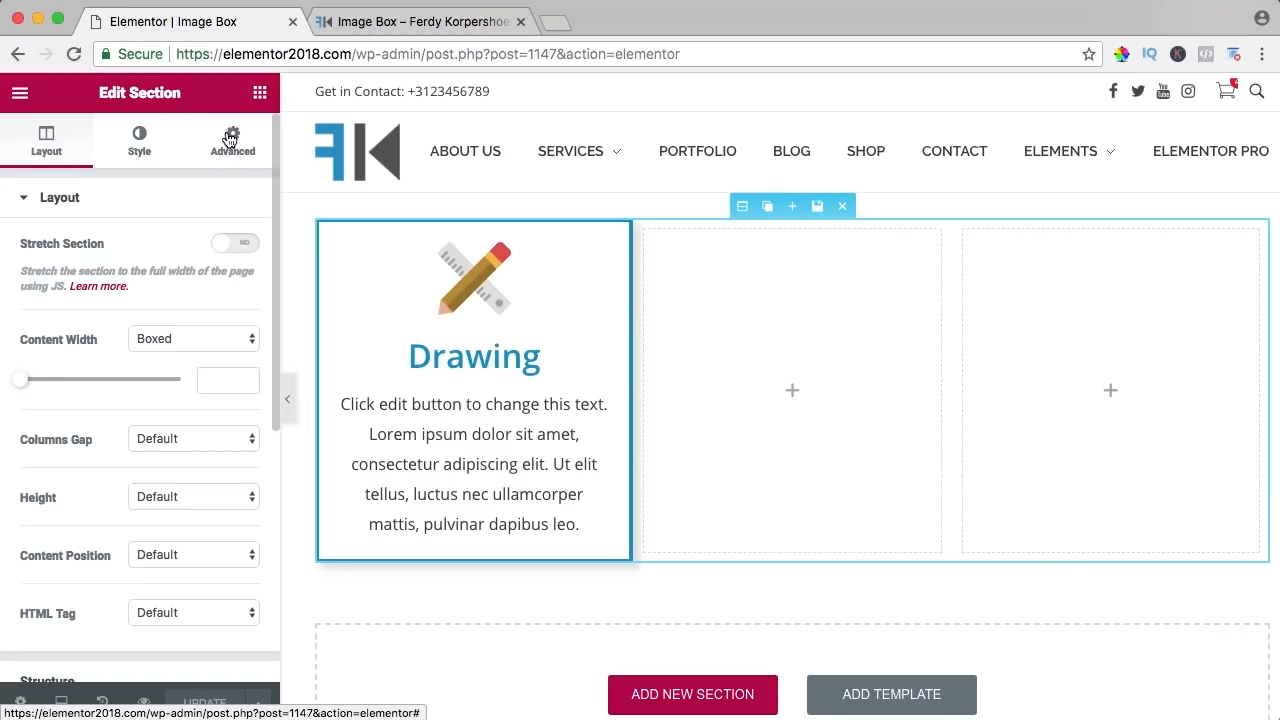 Elementor | Image Box
Image Box – Ferdy Korpershoe
Secure
https://elementor2018.com/wp-admin/post.php?post=1147&action=elementor
Edit Section
Layout
Style
Advanced
Layout
Stretch Section
NO
Stretch the section to the full width of the page
using JS. Learn more.
Content Width
Boxed
Columns Gap
Default
Height
Default
Content Position
Default
HTML Tag
Default
Structure
UPDATE
https://elementor2018.com/wp-admin/post.php?post=1147&action=elementor#
Get in Contact: +3123456789
FK
ABOUT US
SERVICES
PORTFOLIO
BLOG
SHOP
CONTACT
ELEMENTS
ELEMENTOR PRO
Drawing
Click edit button to change this text.
Lorem ipsum dolor sit amet,
consectetur adipiscing elit. Ut elit
tellus, luctus nec ullamcorper
mattis, pulvinar dapibus leo.
ADD NEW SECTION
ADD TEMPLATE